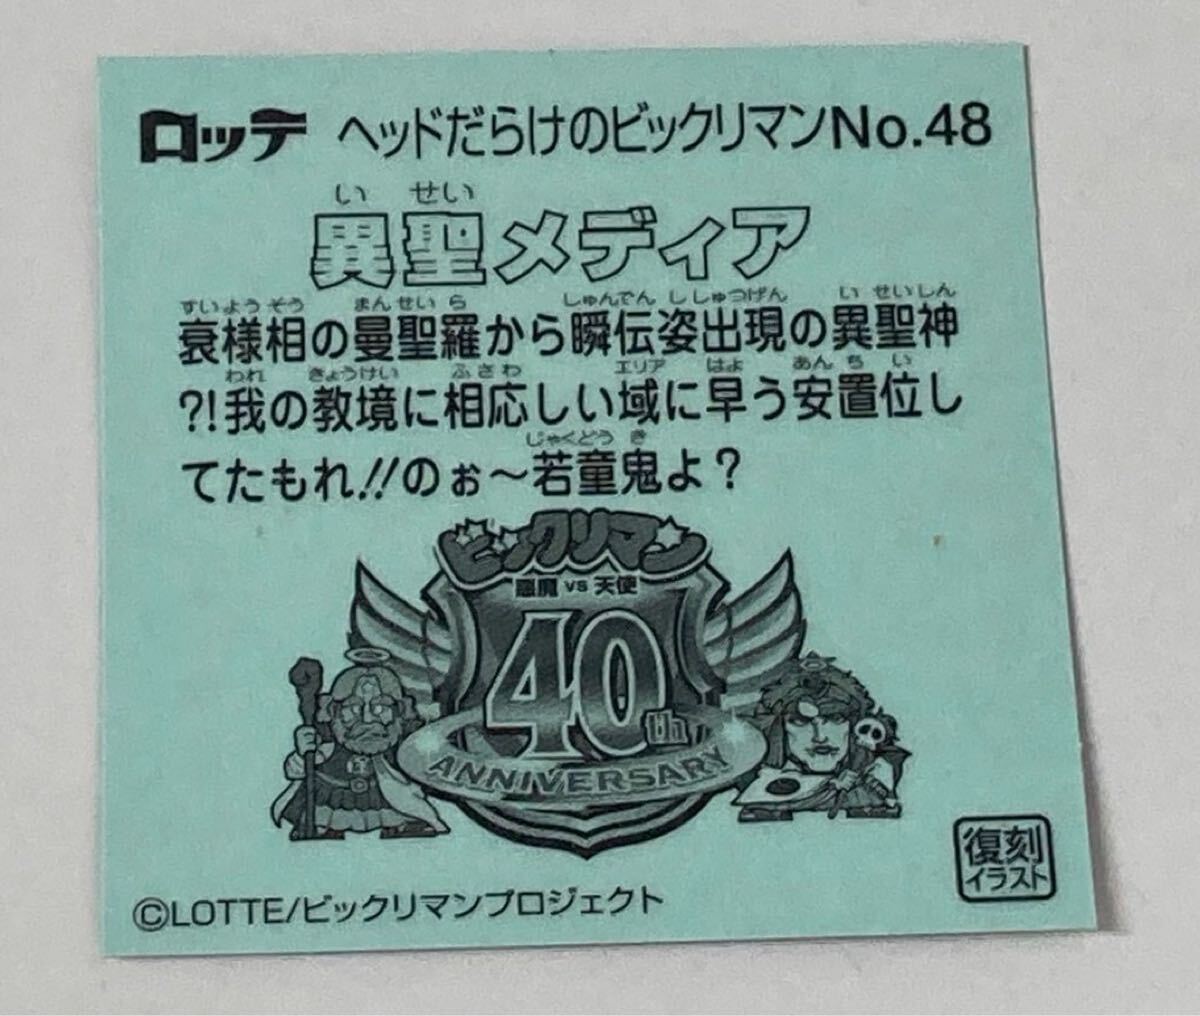 ロッテ ヘッドだらけのビックリマンNo.48
い せい
異聖メディア
すいようそう まんせいら しゅんでん し しゅつげん い せいしん
衰様相の曼聖羅から瞬伝姿出現の異聖神
われ きょうけい ふさわ エリア はよ あんちい
?!我の教境に相応しい域に早う安置位し
じゃくどうき
てたもれ!!のぉ〜若童鬼よ?
ビックリマン
悪魔 VS 天使
40th
ANNIVERSARY
復刻
イラスト
©LOTTE/ビックリマンプロジェクト